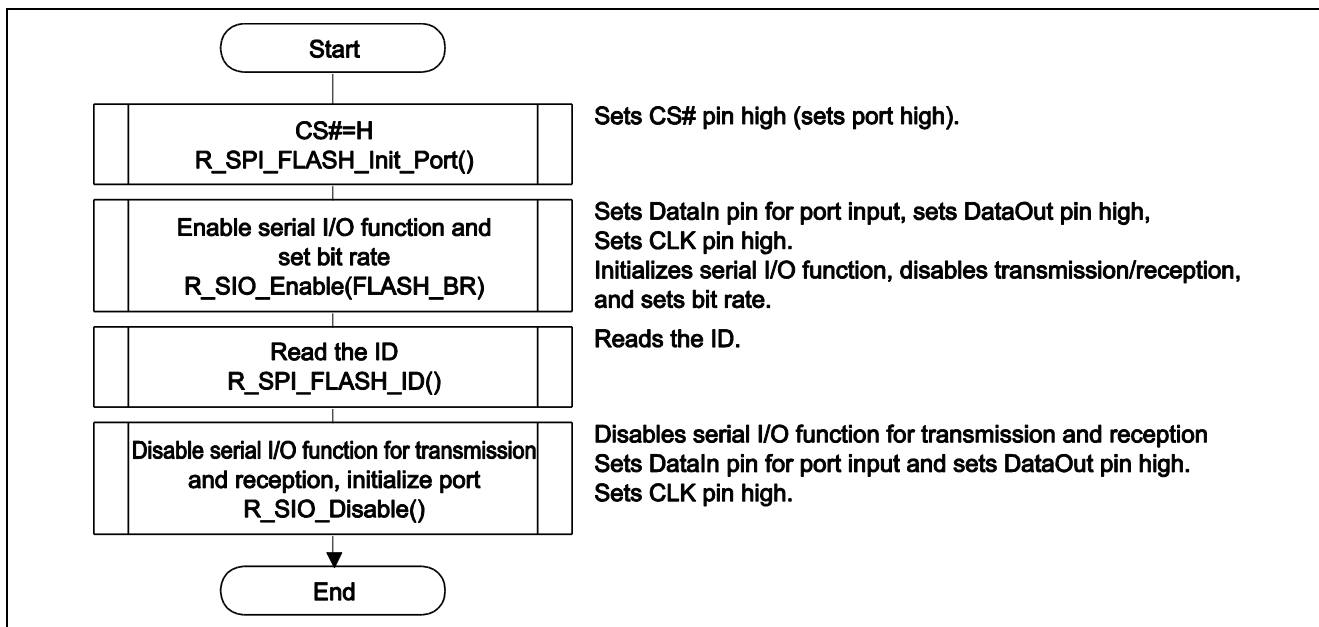 Start
CS#=H
R_SPI_FLASH_Init_Port()
Sets CS# pin high (sets port high).
Enable serial I/O function and
set bit rate
R_SIO_Enable(FLASH_BR)
Sets DataIn pin for port input, sets DataOut pin high,
Sets CLK pin high.
Initializes serial I/O function, disables transmission/reception,
and sets bit rate.
Read the ID
R_SPI_FLASH_ID()
Reads the ID.
Disable serial I/O function for transmission
and reception, initialize port
R_SIO_Disable()
Disables serial I/O function for transmission and reception
Sets DataIn pin for port input and sets DataOut pin high.
Sets CLK pin high.
End